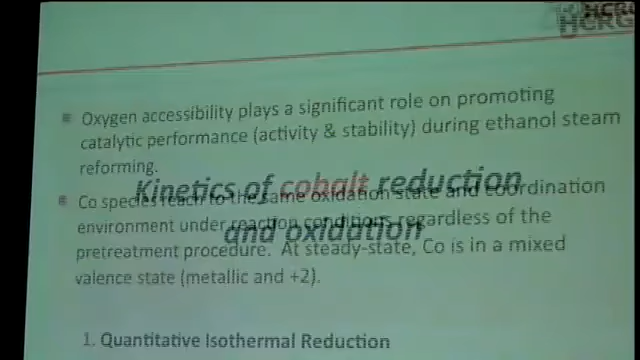 HCRG
HCRG
Oxygen accessibility plays a significant role on promoting
catalytic performance (activity & stability) during ethanol steam
reforming.
Kinetics of cobalt reduction
Co species reach to the same oxidation state and coordination
environment under reaction conditions regardless of the
and oxidation
pretreatment procedure. At steady-state, Co is in a mixed
valence state (metallic and +2).
1. Quantitative Isothermal Reduction